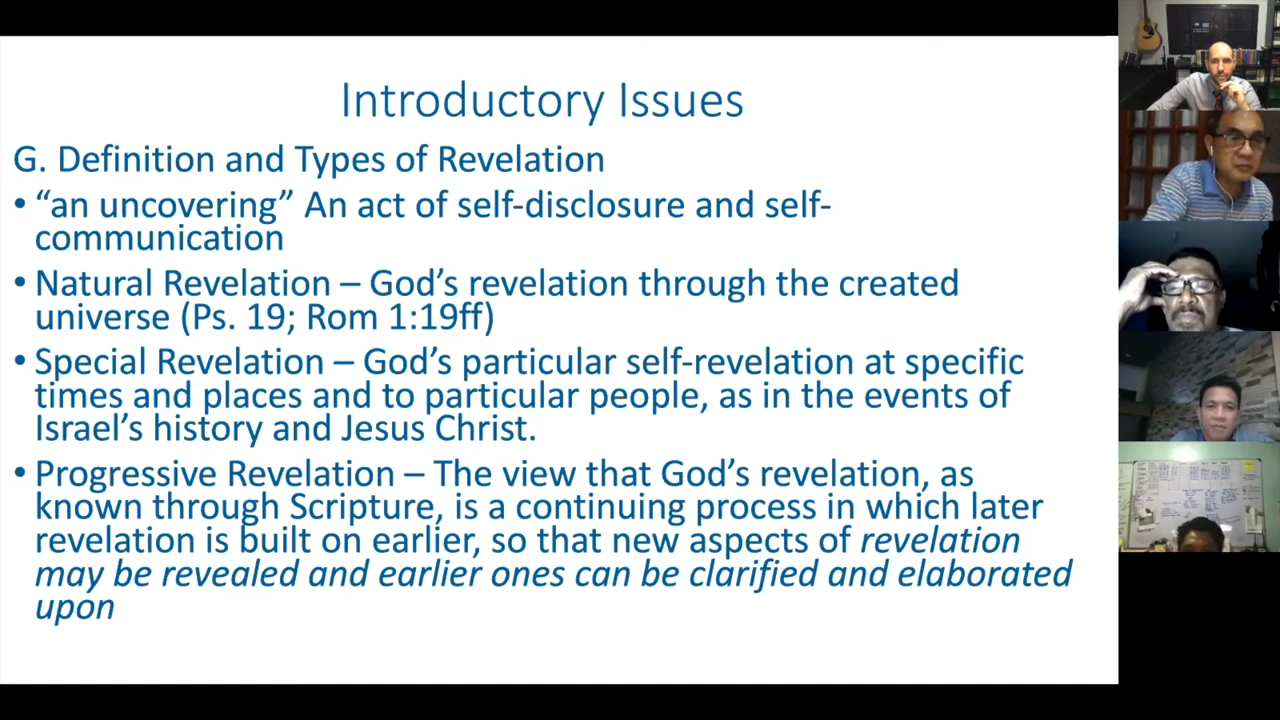 Introductory Issues
G. Definition and Types of Revelation
• “an uncovering” An act of self-disclosure and self-
communication
• Natural Revelation – God’s revelation through the created
universe (Ps. 19; Rom 1:19ff)
• Special Revelation – God’s particular self-revelation at specific
times and places and to particular people, as in the events of
Israel’s history and Jesus Christ.
• Progressive Revelation – The view that God’s revelation, as
known through Scripture, is a continuing process in which later
revelation is built on earlier, so that new aspects of revelation
may be revealed and earlier ones can be clarified and elaborated
upon